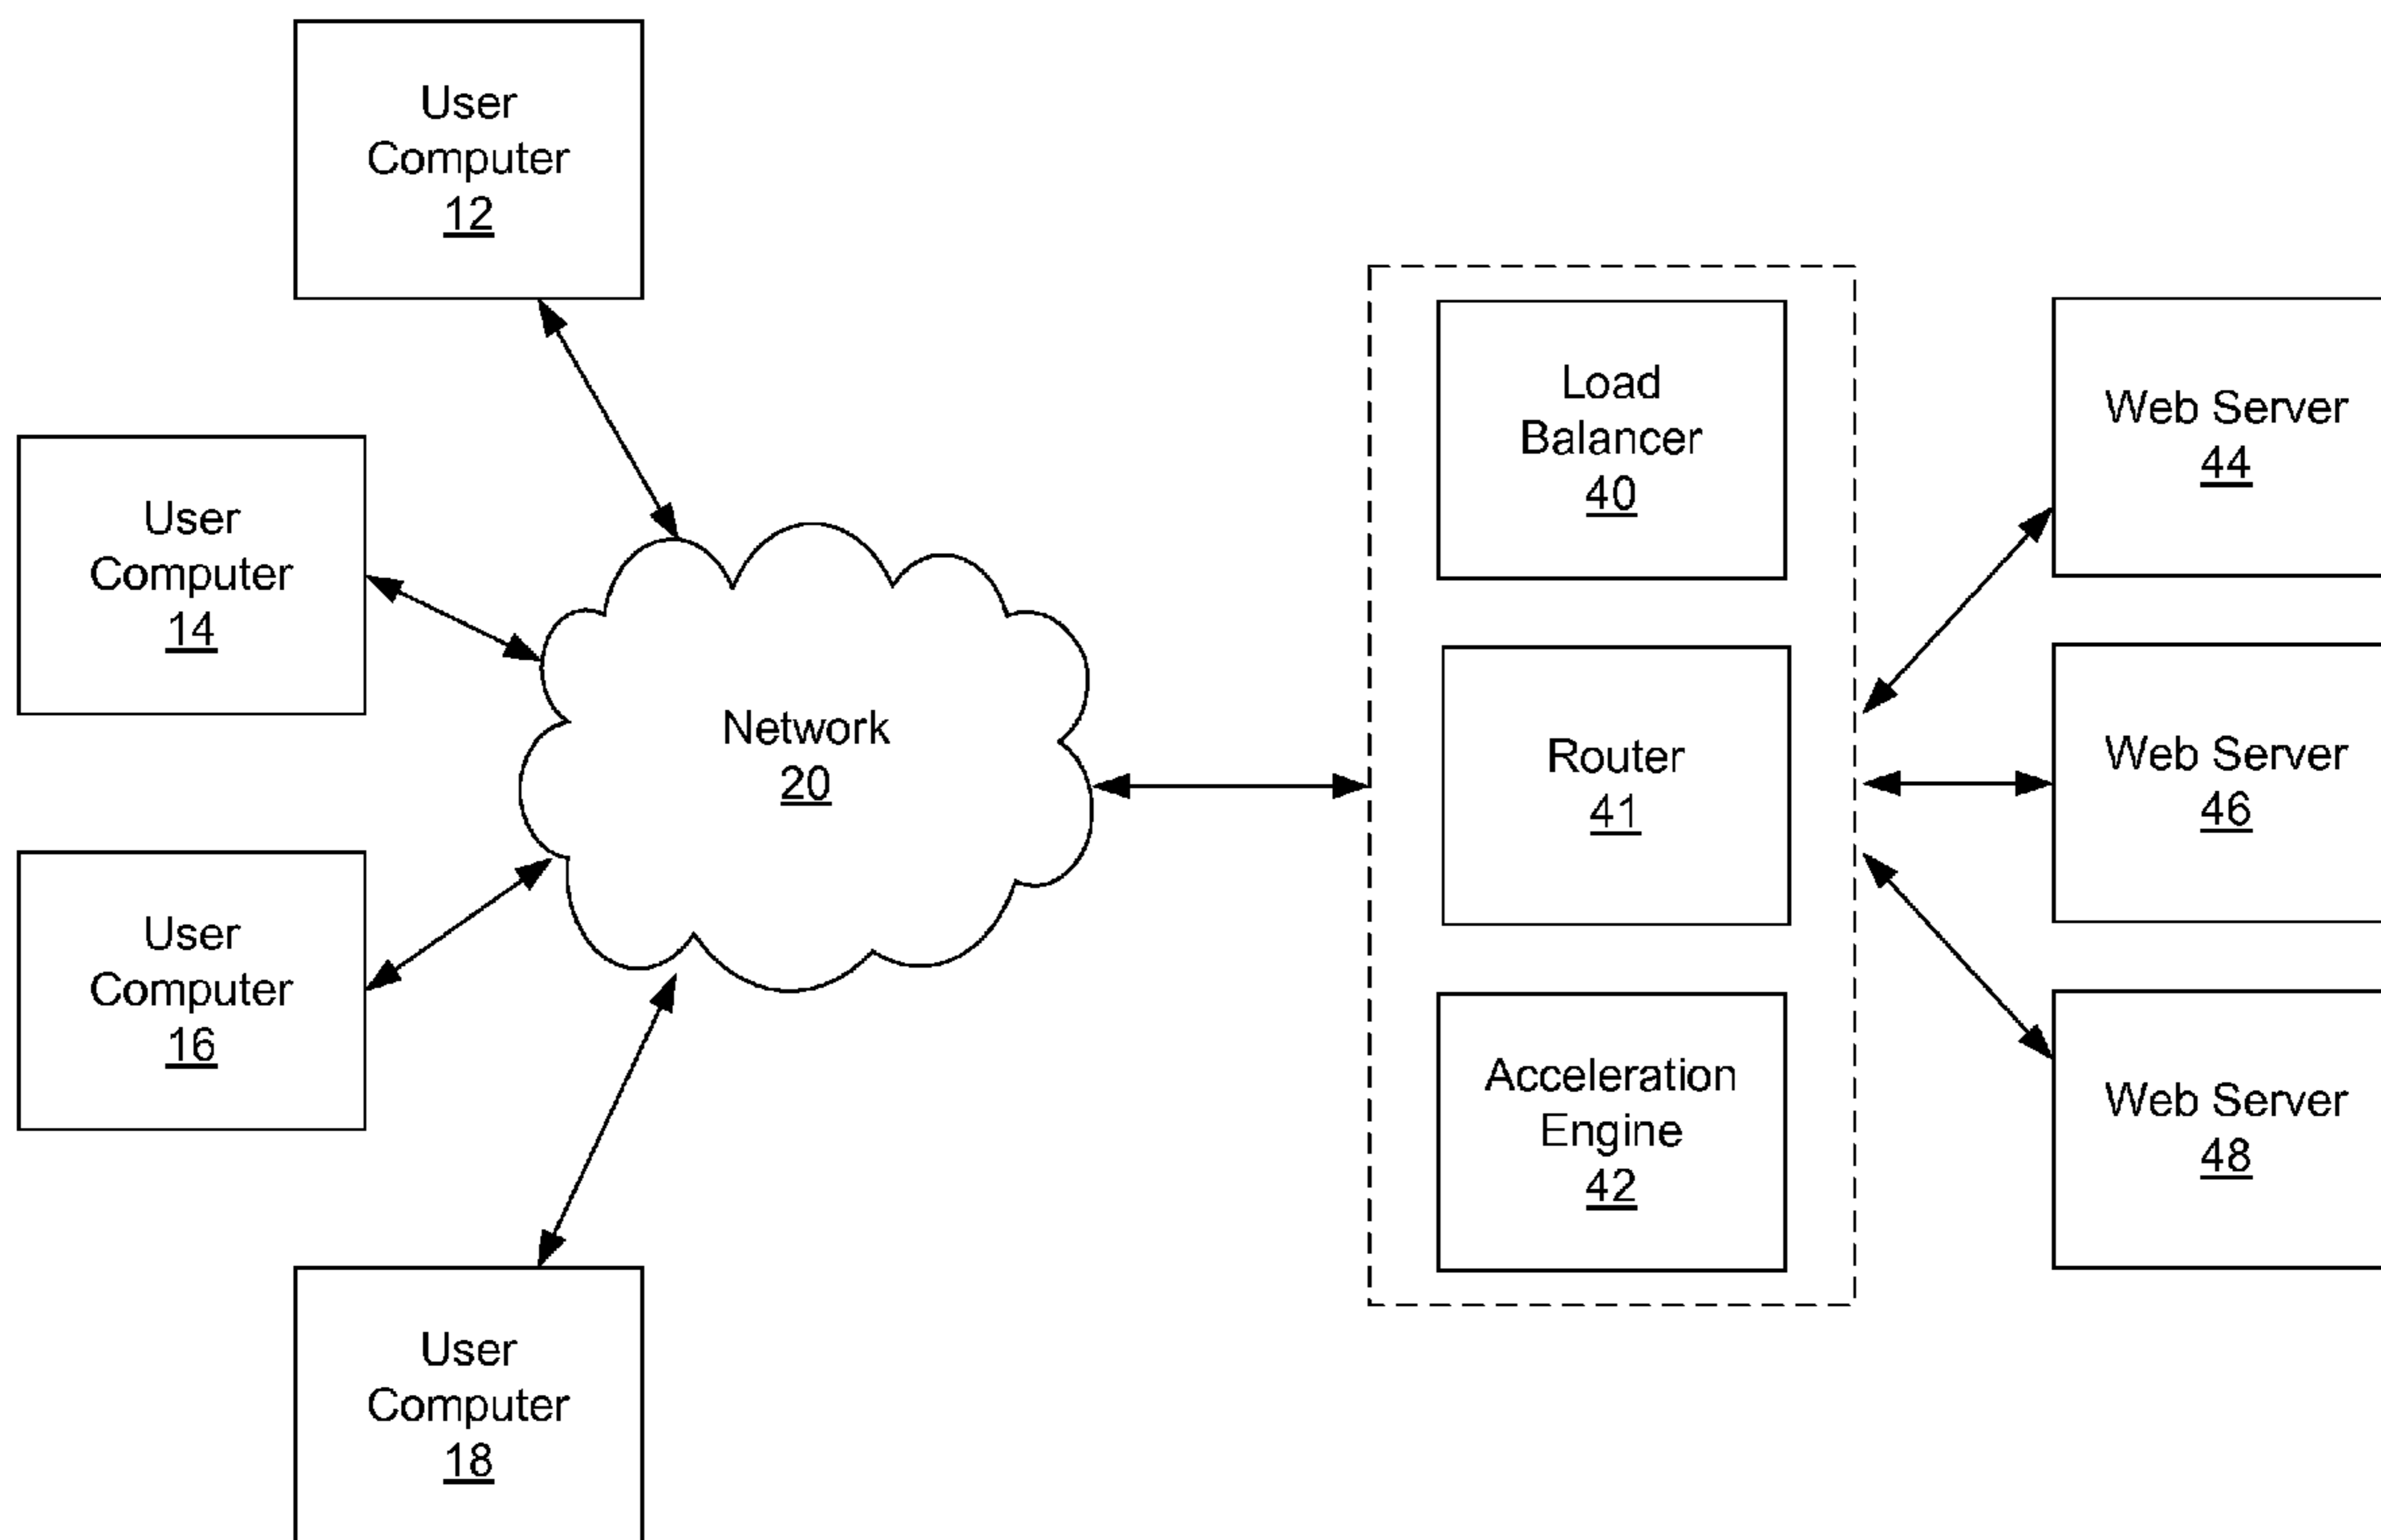 User
Computer
12
User
Computer
14
User
Computer
16
User
Computer
18
Network
20
Load
Balancer
40
Router
41
Acceleration
Engine
42
Web Server
44
Web Server
46
Web Server
48